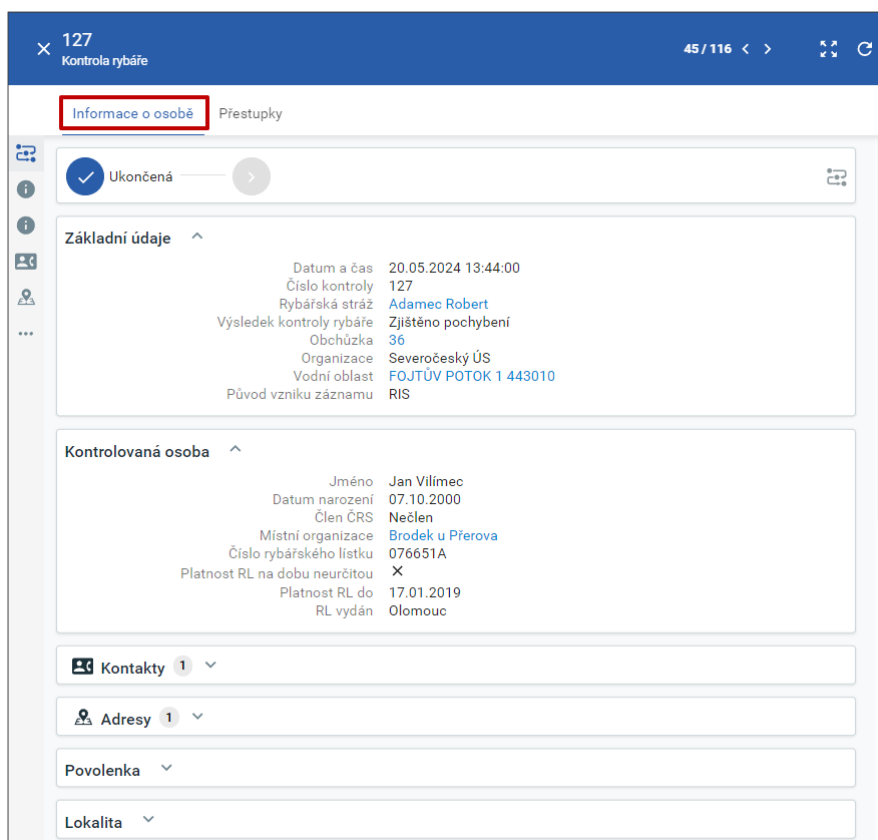 127
Kontrola rybáře
45 / 116
Informace o osobě Přestupky
Ukončená
Základní údaje
Datum a čas 20.05.2024 13:44:00
Číslo kontroly 127
Rybářská stráž Adamec Robert
Výsledek kontroly rybáře Zjištěno pochybení
Obchůzka 36
Organizace Severočeský ÚS
Vodní oblast FOJTŮV POTOK 1 443010
Původ vzniku záznamu RIS
Kontrolovaná osoba
Jméno Jan Vilímec
Datum narození 07.10.2000
Člen ČRS Nečlen
Místní organizace Brodek u Přerova
Číslo rybářského lístku 076651A
Platnost RL na dobu neurčitou
Platnost RL do 17.01.2019
RL vydán Olomouc
Kontakty 1
Adresy 1
Povolenka
Lokalita